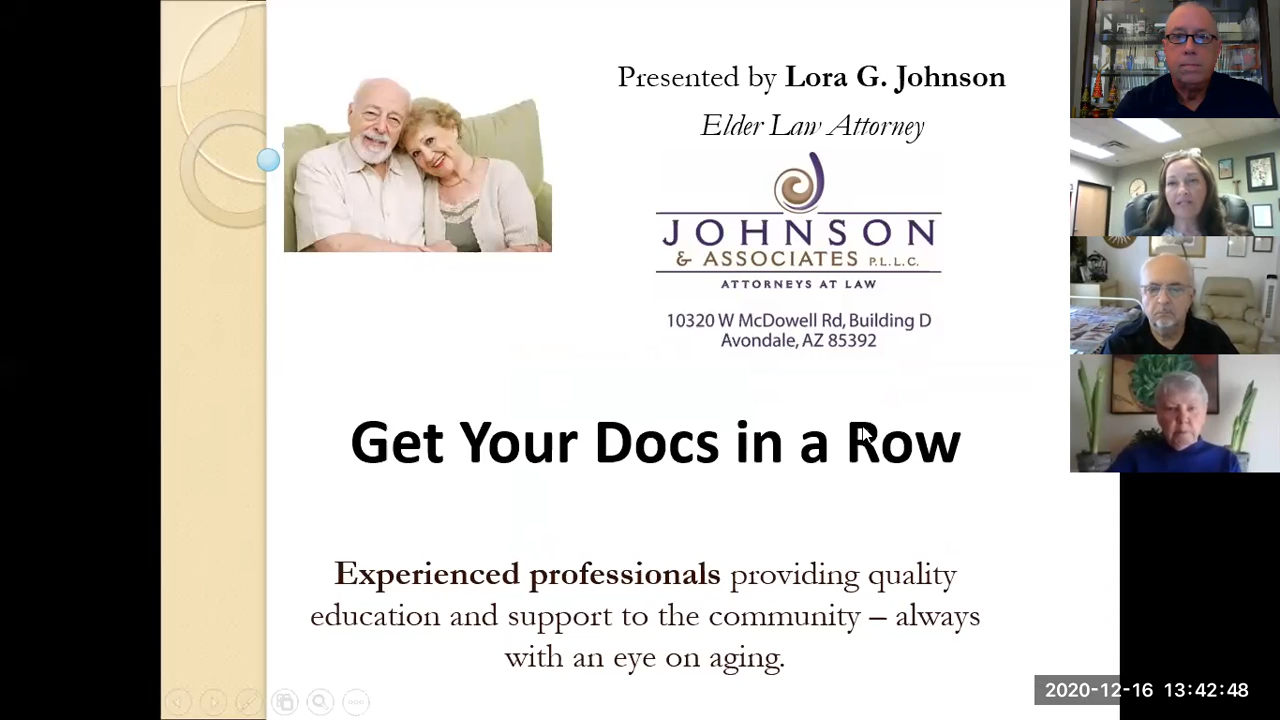 Presented by Lora G. Johnson
Elder Law Attorney
JOHNSON
& ASSOCIATES P.L.L.C.
ATTORNEYS AT LAW
10320 W McDowell Rd, Building D
Avondale, AZ 85392
Get Your Docs in a Row
Experienced professionals providing quality
education and support to the community – always
with an eye on aging.
2020-12-16 13:42:48